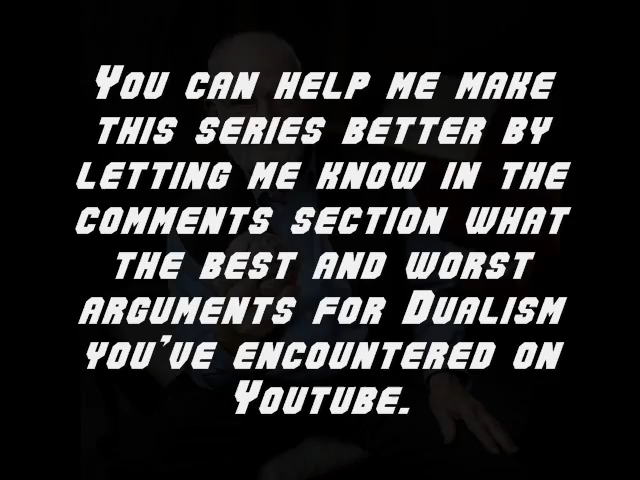 You can help me make
this series better by
letting me know in the
comments section what
the best and worst
arguments for Dualism
you've encountered on
Youtube.